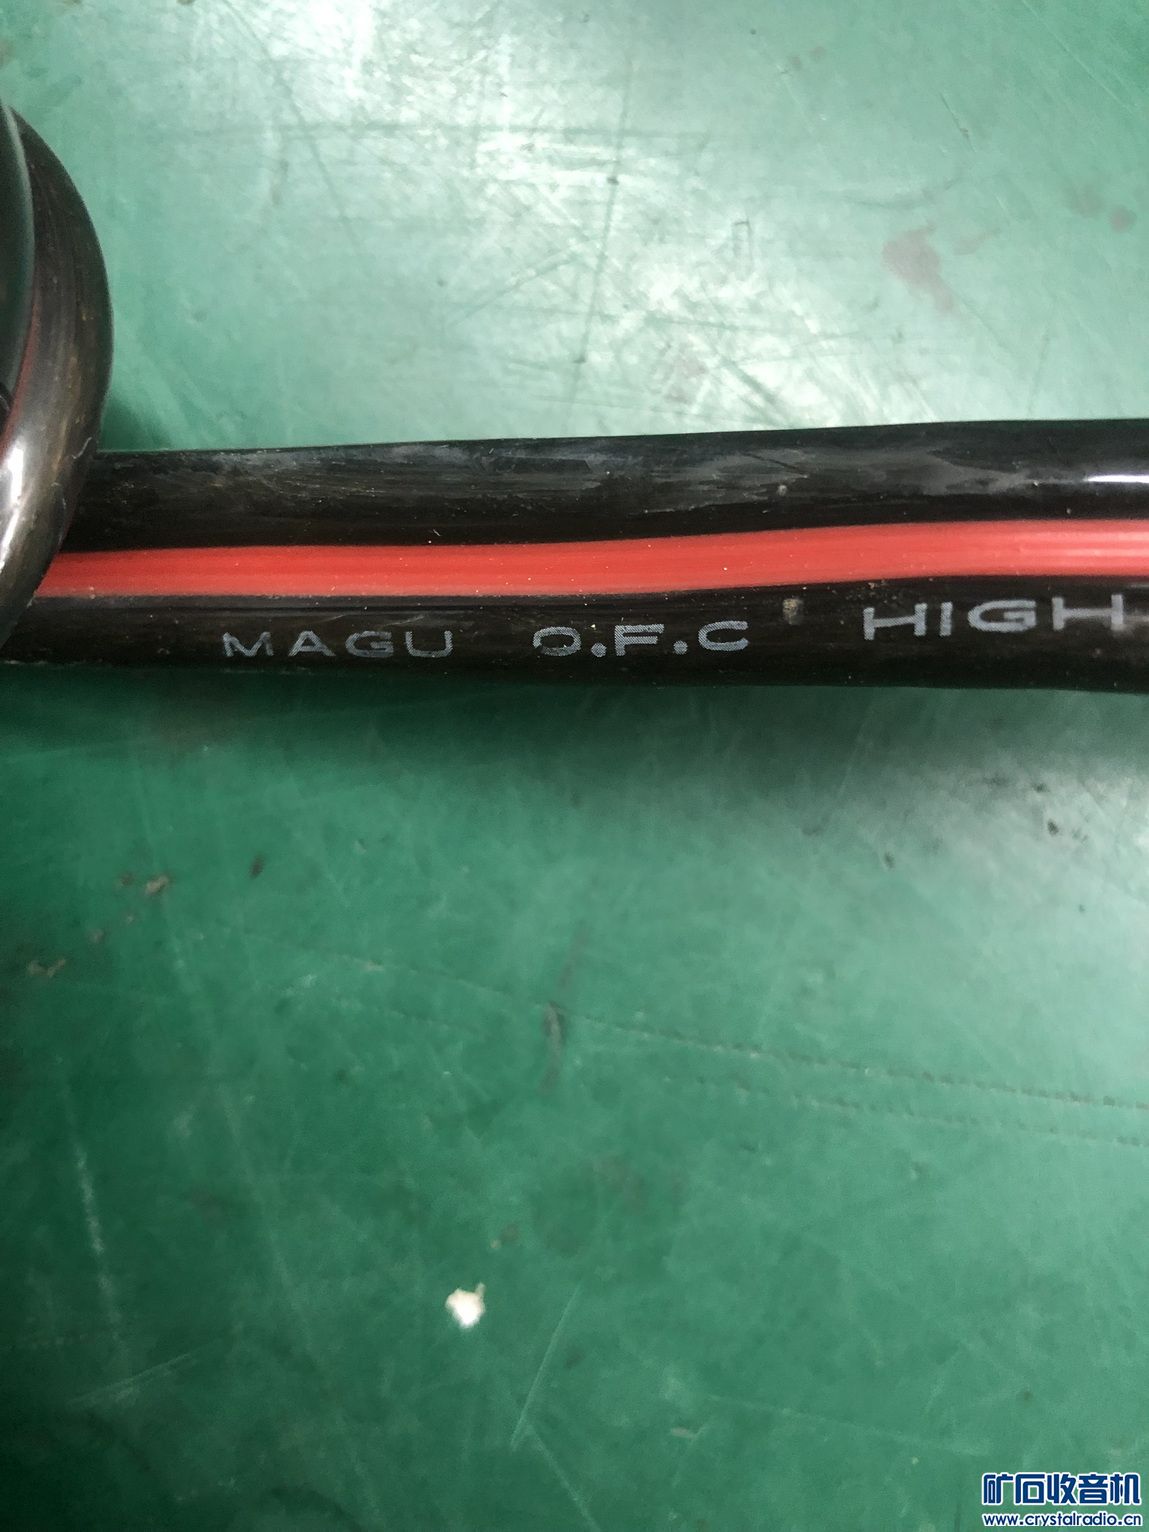 MAGU O.F.C HIGH
矿石收音机
www.crystalradio.cn